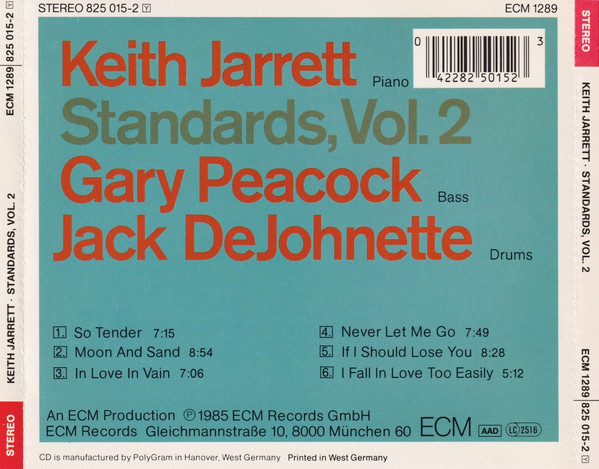 STEREO 825 015-2 Y
ECM 1289
Keith Jarrett Piano
Standards, Vol. 2
Gary Peacock Bass
Jack DeJohnette Drums
0 42282 50152 3
1. So Tender 7:15
2. Moon And Sand 8:54
3. In Love In Vain 7:06
4. Never Let Me Go 7:49
5. If I Should Lose You 8:28
6. I Fall In Love Too Easily 5:12
An ECM Production Ⓟ 1985 ECM Records GmbH
ECM Records Gleichmannstraße 10, 8000 München 60
ECM AAD LC 2516
CD is manufactured by PolyGram in Hanover, West Germany Printed in West Germany
STEREO KEITH JARRETT · STANDARDS, VOL. 2 ECM 1289 825 015-2 Y
STEREO KEITH JARRETT · STANDARDS, VOL. 2 ECM 1289 825 015-2 Y